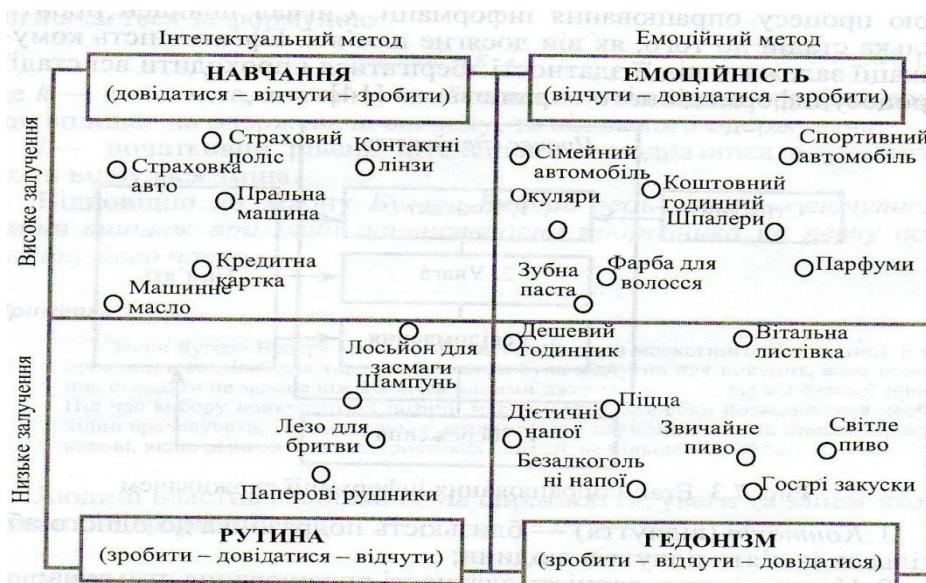 Інтелектуальний метод
Емоційний метод
НАВЧАННЯ
(довідатися – відчути – зробити)
ЕМОЦІЙНІСТЬ
(відчути – довідатися – зробити)
Високе залучення
Страховий
поліс
Контактні
лінзи
Страховка
авто
Пральна
машина
Кредитна
картка
Машинне
масло
Сімейний
автомобіль
Спортивний
автомобіль
Коштовний
годинний
Окуляри
Шпалери
Зубна
паста
Фарба для
волосся
Парфуми
Низьке залучення
Лосьйон для
засмаги
Шампунь
Лезо для
бритви
Паперові рушники
Дешевий
годинник
Вітальна
листівка
Піцца
Дієтичні
напої
Звичайне
пиво
Світле
пиво
Безалкоголь
ні напої
Гострі закуски
РУТИНА
(зробити – довідатися – відчути)
ГЕДОНІЗМ
(зробити – відчути – довідатися)